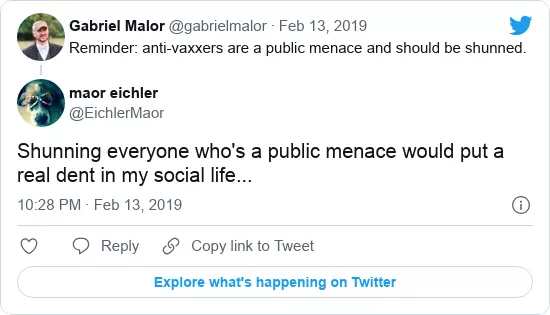 Gabriel Malor @gabrielmalor · Feb 13, 2019
Reminder: anti-vaxxers are a public menace and should be shunned.
maor eichler
@EichlerMaor
Shunning everyone who's a public menace would put a
real dent in my social life...
10:28 PM · Feb 13, 2019
Reply Copy link to Tweet
Explore what's happening on Twitter